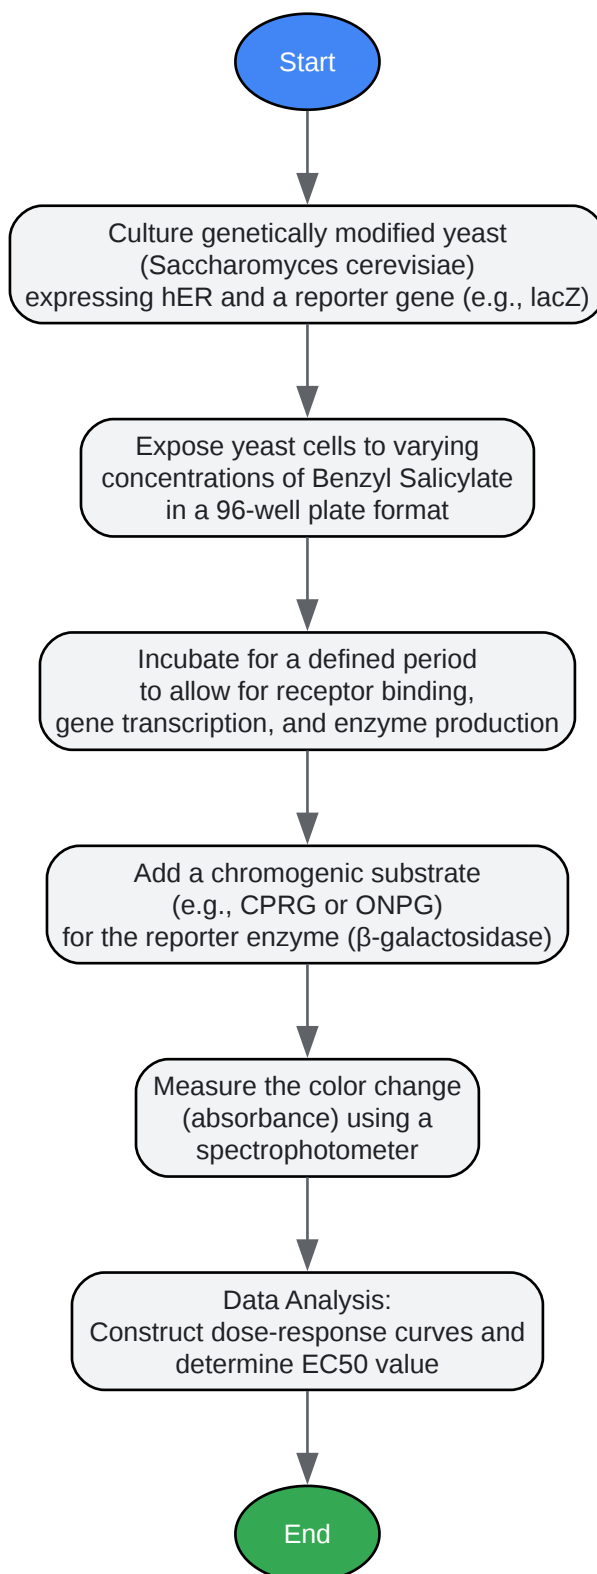 Start
Culture genetically modified yeast
(Saccharomyces cerevisiae)
expressing hER and a reporter gene (e.g., lacZ)
Expose yeast cells to varying
concentrations of Benzyl Salicylate
in a 96-well plate format
Incubate for a defined period
to allow for receptor binding,
gene transcription, and enzyme production
Add a chromogenic substrate
(e.g., CPRG or ONPG)
for the reporter enzyme (β-galactosidase)
Measure the color change
(absorbance) using a
spectrophotometer
Data Analysis:
Construct dose-response curves and
determine EC50 value
End